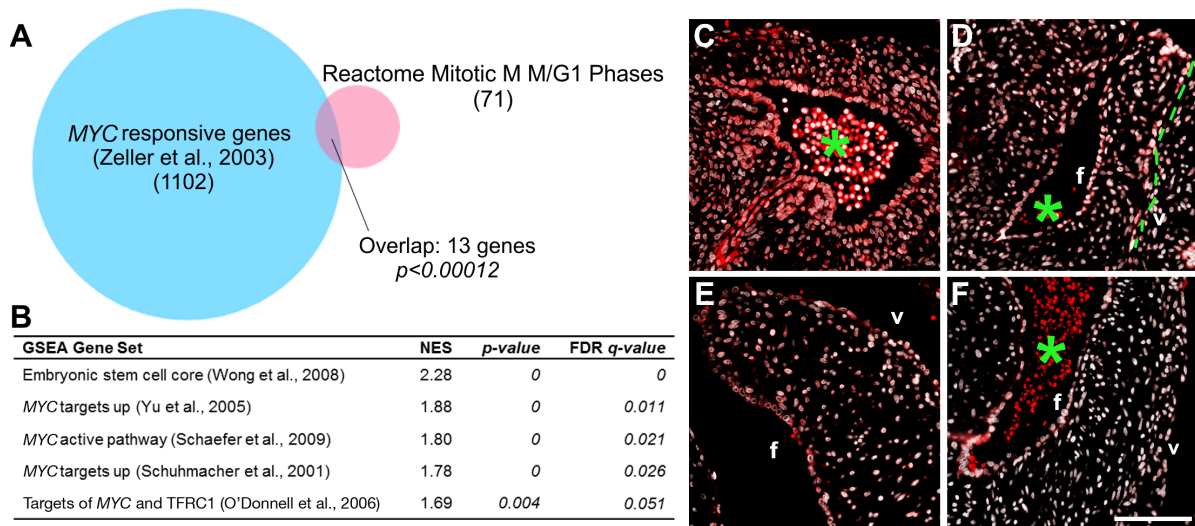 A
MYC responsive genes
(Zeller et al., 2003)
(1102)
Reactome Mitotic M M/G1 Phases
(71)
Overlap: 13 genes
p<0.00012
B
GSEA Gene Set NES p-value FDR q-value
Embryonic stem cell core (Wong et al., 2008) 2.28 0 0
MYC targets up (Yu et al., 2005) 1.88 0 0.011
MYC active pathway (Schaefer et al., 2009) 1.80 0 0.021
MYC targets up (Schuhmacher et al., 2001) 1.78 0 0.026
Targets of MYC and TFRC1 (O'Donnell et al., 2006) 1.69 0.004 0.051
C
*
D
f
*
v
E
v
f
F
*
f
v